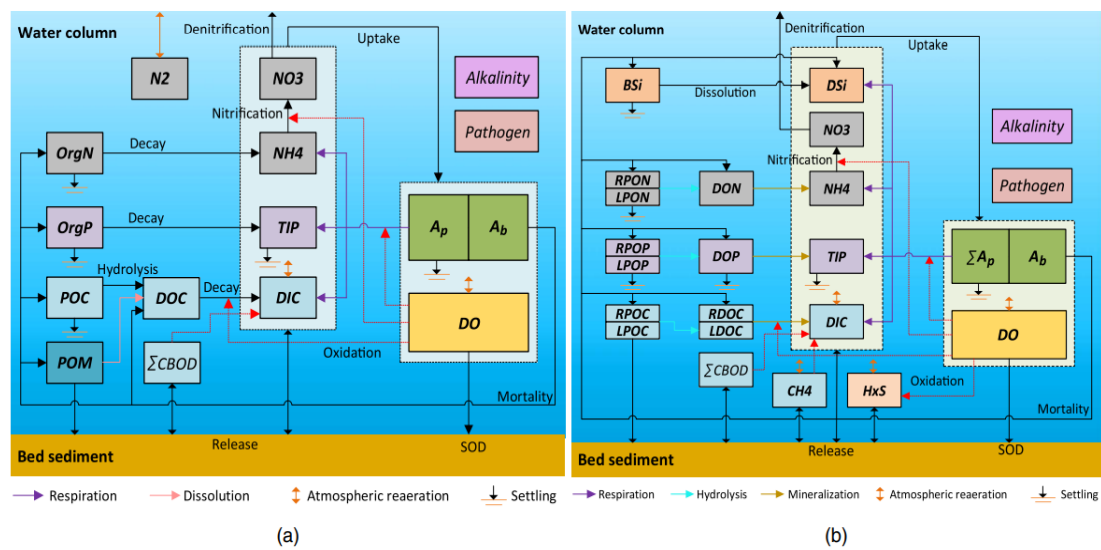 Water column
Denitrification
Uptake
N2
NO3
Alkalinity
Nitrification
Pathogen
OrgN
Decay
NH4
OrgP
Decay
TIP
Ap
Ab
Hydrolysis
POC
DOC
Decay
DIC
DO
POM
∑CBOD
Oxidation
Mortality
Release
SOD
Bed sediment
Respiration
Dissolution
Atmospheric reaeration
Settling
(a)
Water column
Denitrification
Uptake
BSi
Dissolution
DSi
NO3
Alkalinity
Nitrification
RPON
LPON
DON
NH4
Pathogen
RPOP
LPOP
DOP
TIP
∑Ap
Ab
RPOC
LPOC
RDOC
LDOC
DIC
DO
∑CBOD
CH4
HxS
Oxidation
Mortality
Release
SOD
Bed sediment
Respiration
Hydrolysis
Mineralization
Atmospheric reaeration
Settling
(b)